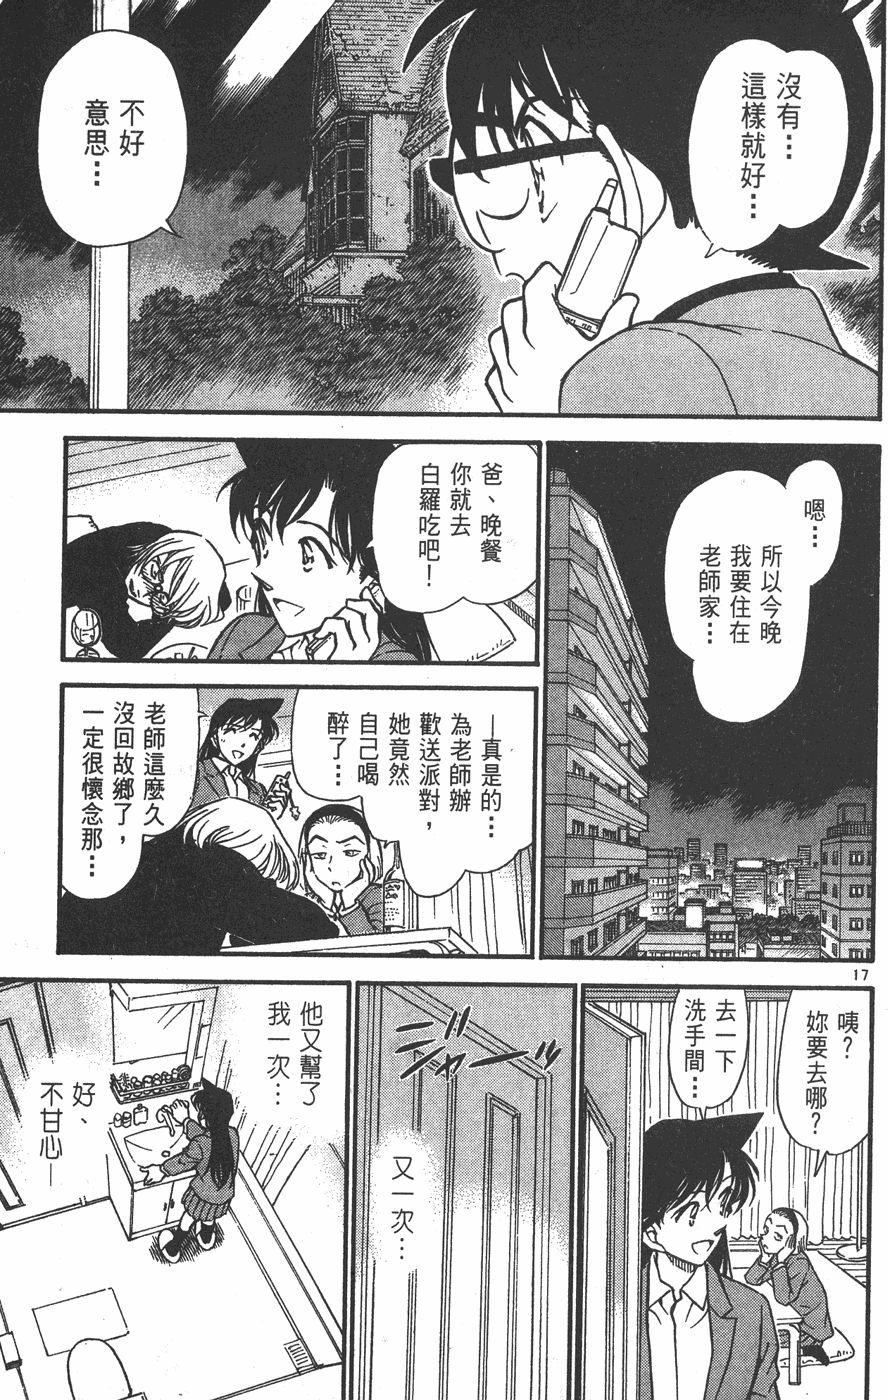 沒有…
這樣就好…
不好
意思…
嗯…
所以今晚
我要住在
老師家…
爸、晚餐
你就去
白羅吃吧！
—真是的…
為老師辦
歡送派對，
她竟然
自己喝
醉了…
老師這麼久
沒回故鄉了，
一定很懷念那…
17
咦？
妳要去哪？
去一下
洗手間…
ジャー
又一次…
他又幫了
我一次…
好、
不甘心—